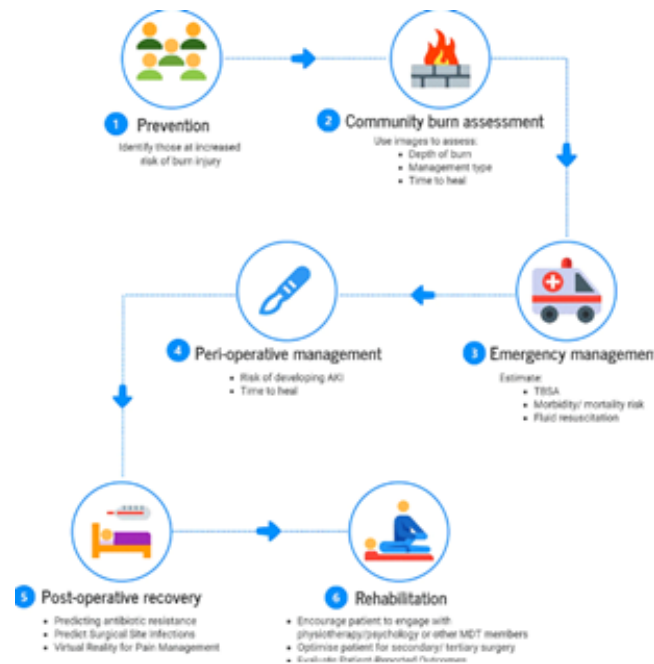 1 Prevention
Identify those at increased
risk of burn injury
2 Community burn assessment
Use images to assess:
• Depth of burn
• Management type
• Time to heal
3 Emergency managemen
Estimate:
• TBSA
• Morbidity/ mortality risk
• Fluid resuscitation
4 Peri-operative management
• Risk of developing AKI
• Time to heal
5 Post-operative recovery
• Predicting antibiotic resistance
• Predict Surgical Site Infections
• Virtual Reality for Pain Management
6 Rehabilitation
• Encourage patient to engage with
physiotherapy/psychology or other MDT members
• Optimise patient for secondary/ tertiary surgery
• Evaluate Patient-Reported Outcomes